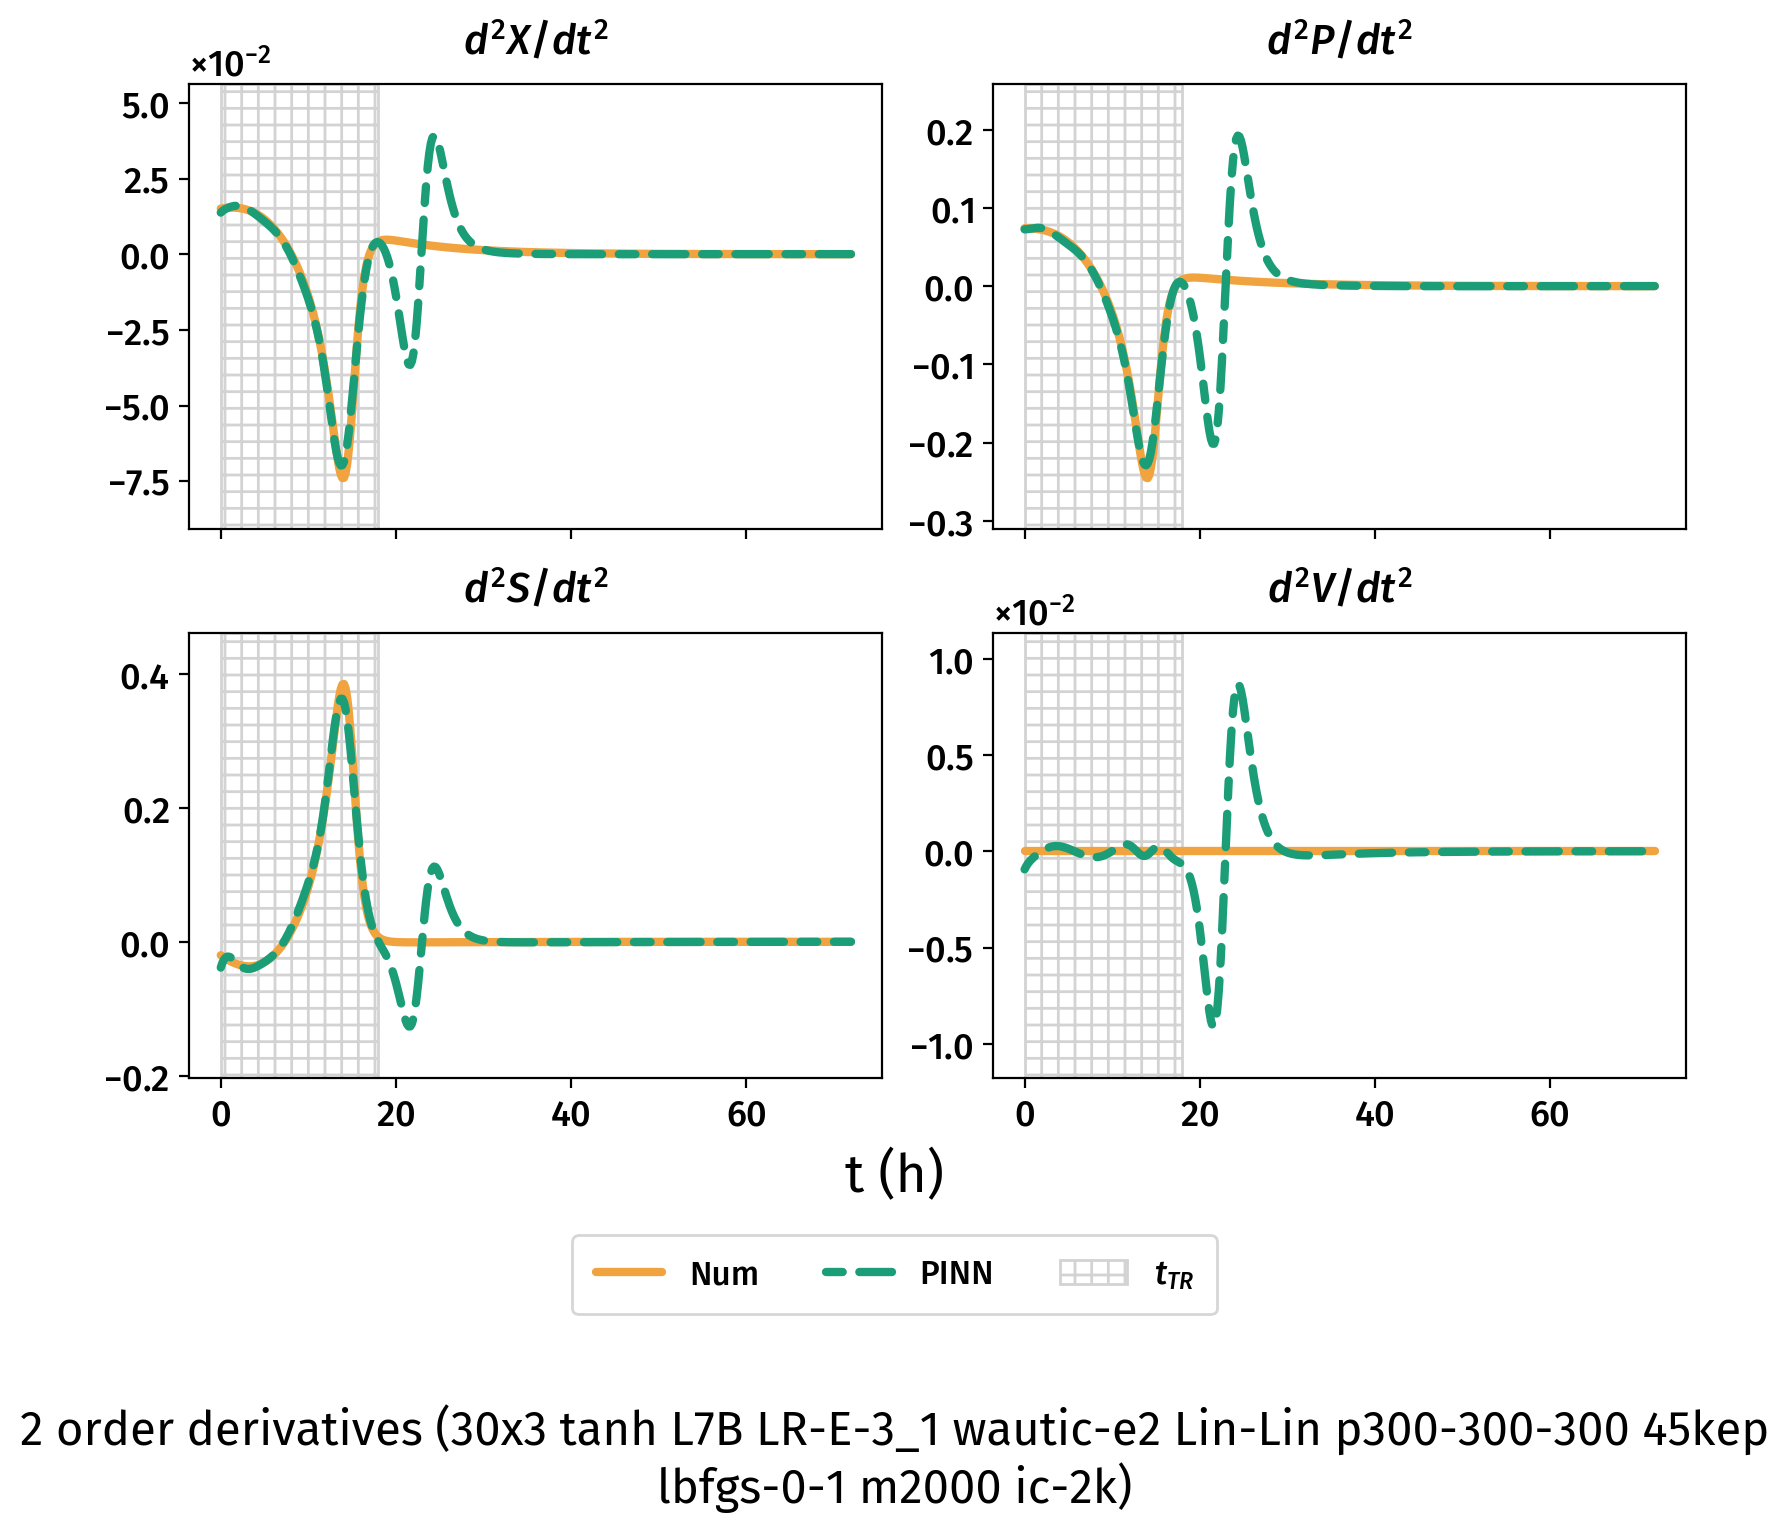 d²X/dt²
×10⁻²
5.0
2.5
0.0
−2.5
−5.0
−7.5
d²P/dt²
0.2
0.1
0.0
−0.1
−0.2
−0.3
d²S/dt²
0.4
0.2
0.0
−0.2
0 20 40 60
d²V/dt²
×10⁻²
1.0
0.5
0.0
−0.5
−1.0
0 20 40 60
t (h)
Num PINN t_TR
2 order derivatives (30x3 tanh L7B LR-E-3_1 wautic-e2 Lin-Lin p300-300-300 45kep
lbfgs-0-1 m2000 ic-2k)